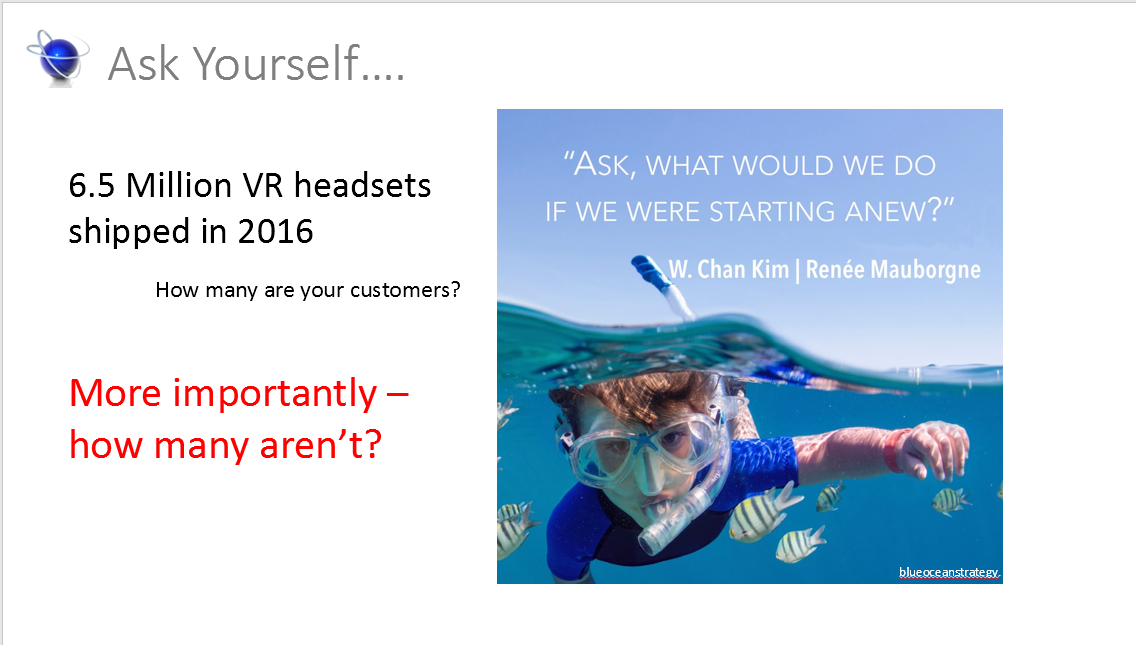 Ask Yourself....
6.5 Million VR headsets
shipped in 2016
How many are your customers?
More importantly –
how many aren’t?
“Ask, what would we do
if we were starting anew?”
W. Chan Kim | Renée Mauborgne
blueoceanstrategy.